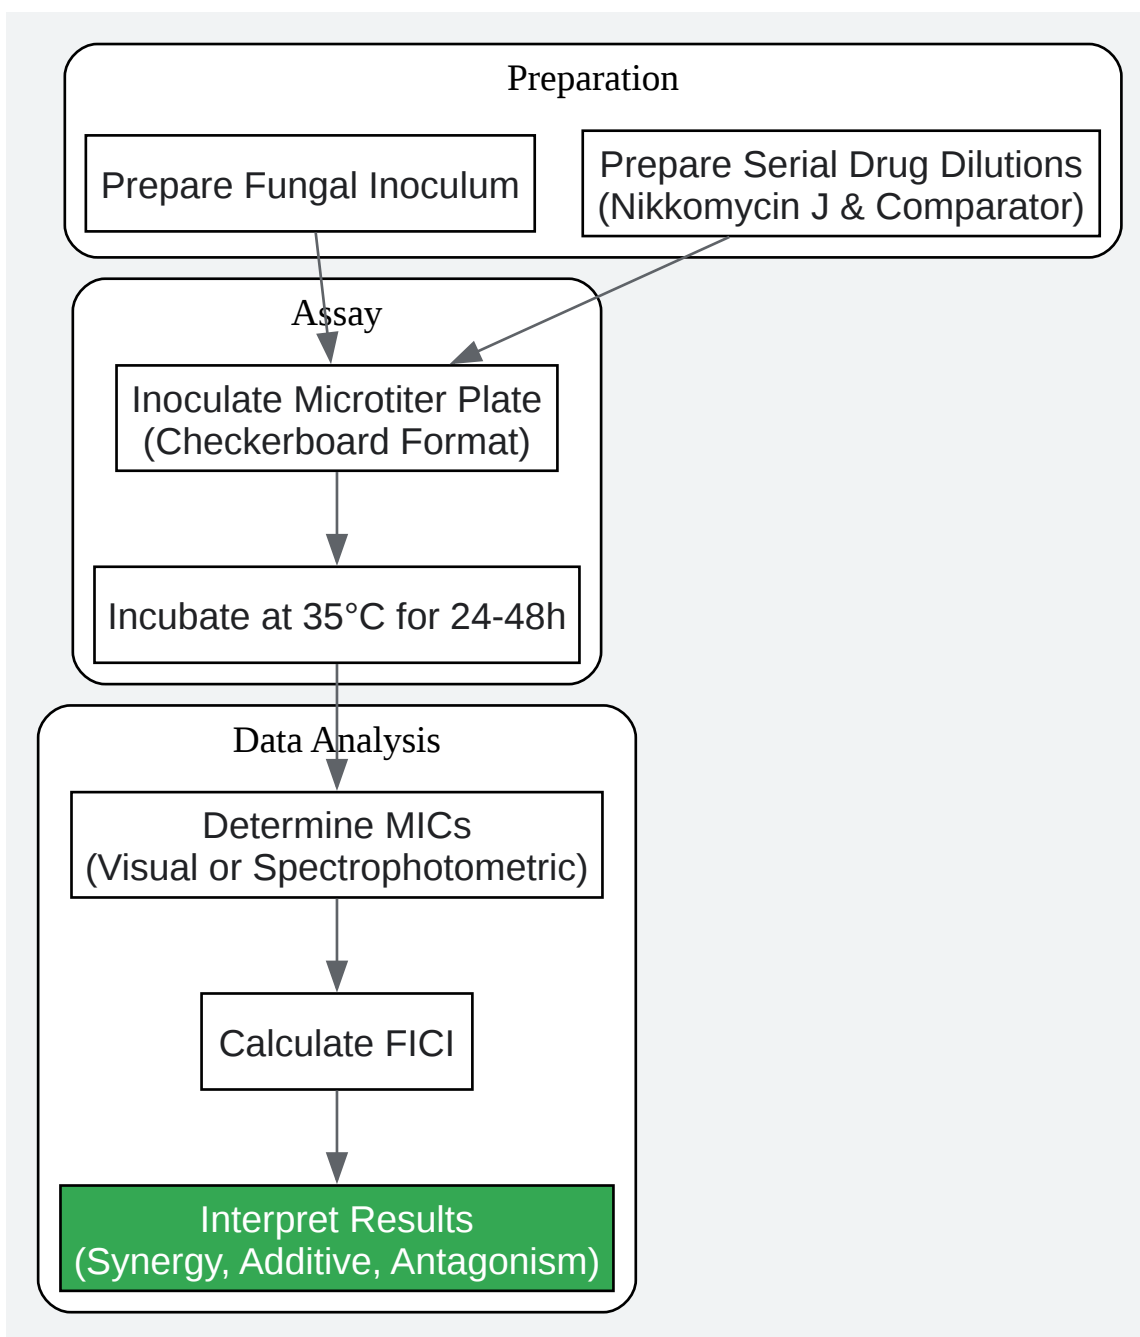 Preparation
Prepare Fungal Inoculum
Prepare Serial Drug Dilutions
(Nikkomycin J & Comparator)
Assay
Inoculate Microtiter Plate
(Checkerboard Format)
Incubate at 35°C for 24-48h
Data Analysis
Determine MICs
(Visual or Spectrophotometric)
Calculate FICI
Interpret Results
(Synergy, Additive, Antagonism)